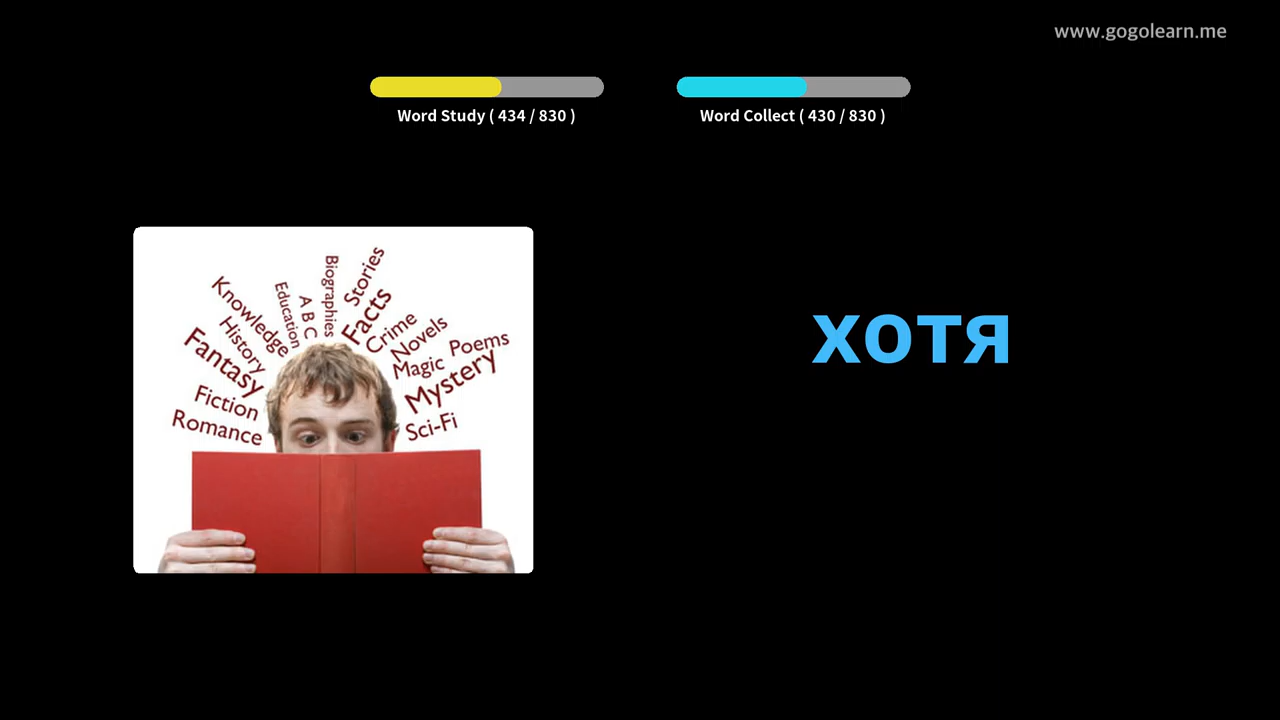 www.gogolearn.me
Word Study ( 434 / 830 )
Word Collect ( 430 / 830 )
Biographies
Stories
Knowledge
Education
A B C
Facts
History
Crime
Novels
Fantasy
Magic
Poems
Mystery
Fiction
Romance
Sci-Fi
хотя